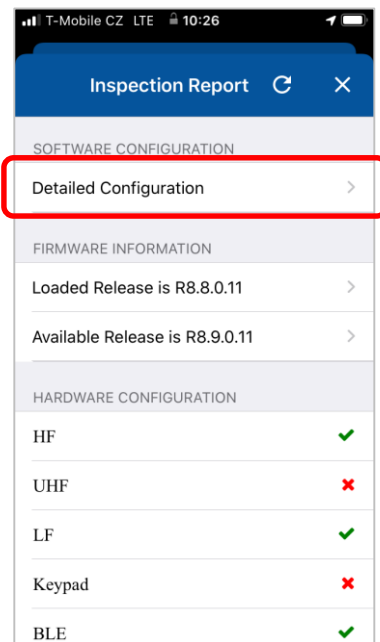 T-Mobile CZ LTE 10:26
Inspection Report
SOFTWARE CONFIGURATION
Detailed Configuration
FIRMWARE INFORMATION
Loaded Release is R8.8.0.11
Available Release is R8.9.0.11
HARDWARE CONFIGURATION
HF
UHF
LF
Keypad
BLE